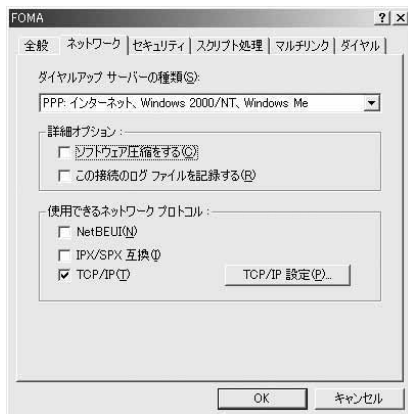 FOMA
全般 ネットワーク セキュリティ スクリプト処理 マルチリンク ダイヤル
ダイヤルアップ サーバーの種類(S):
PPP: インターネット、Windows 2000/NT、Windows Me
詳細オプション :
ソフトウェア圧縮をする(C)
この接続のログ ファイルを記録する(R)
使用できるネットワーク プロトコル :
NetBEUI(N)
IPX/SPX 互換(I)
TCP/IP(T) TCP/IP 設定(P)...
OK キャンセル